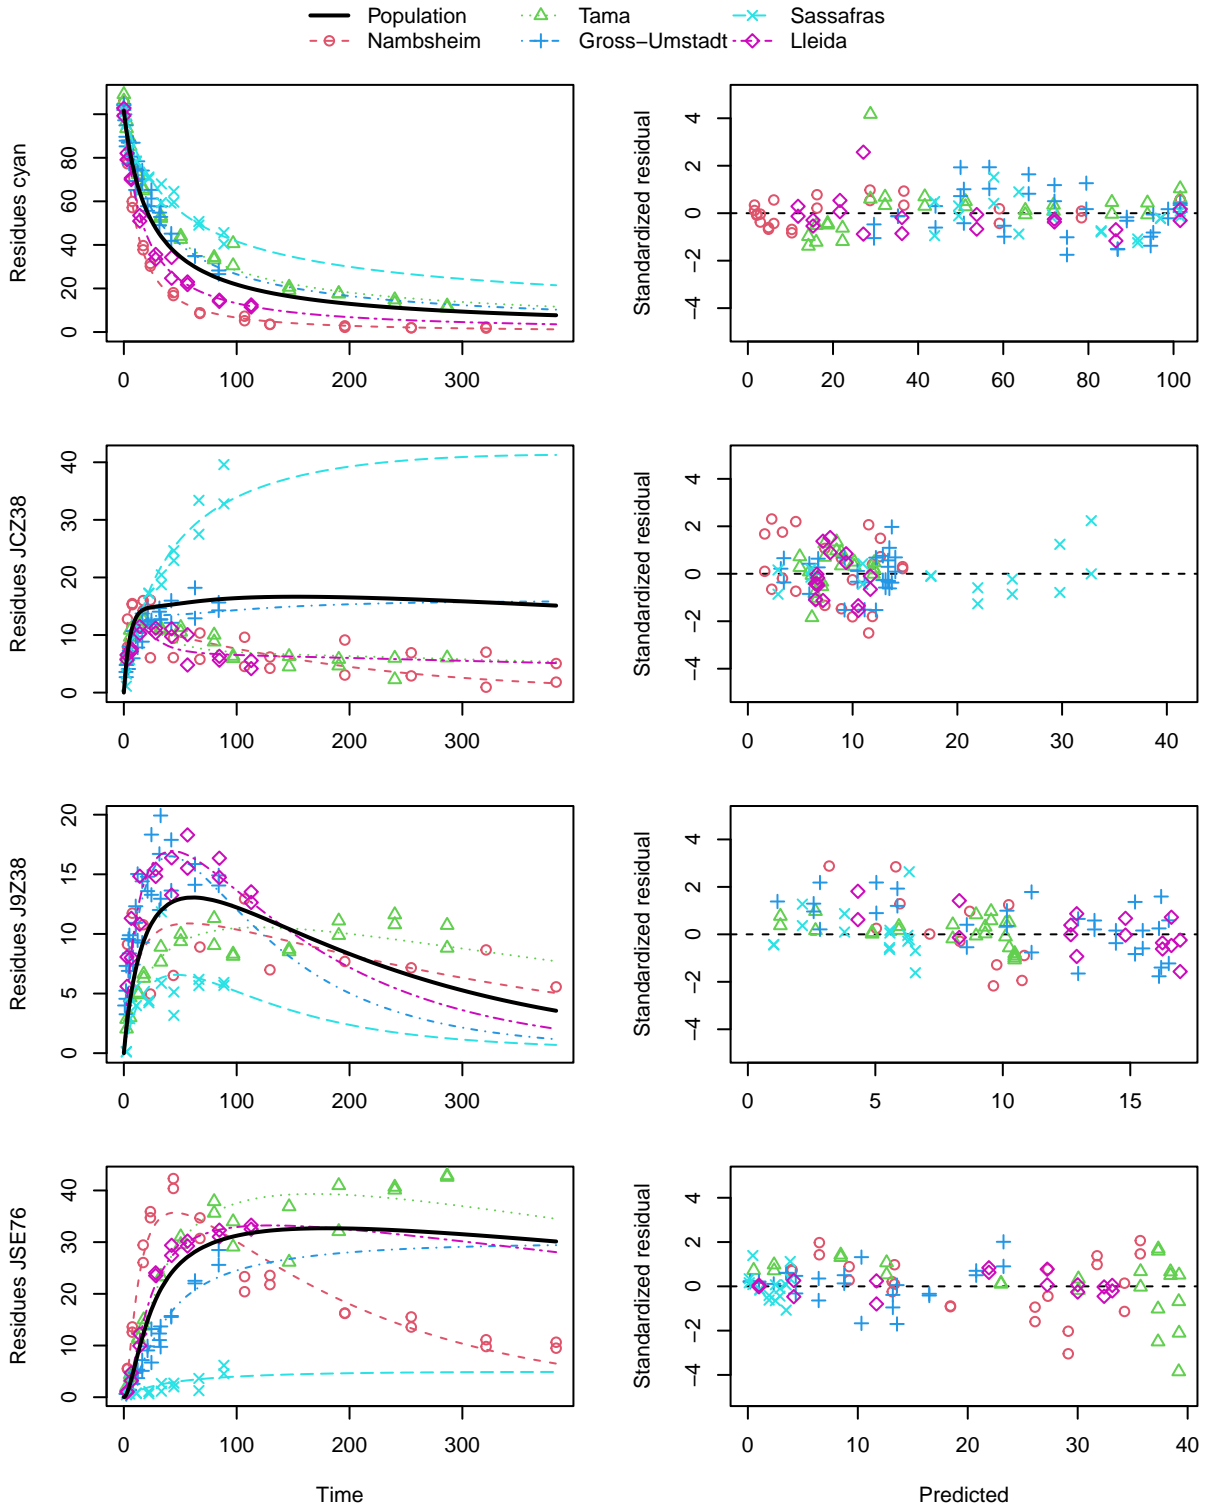 Population Tama Sassafras
Nambsheim Gross−Umstadt Lleida
Residues cyan
0 20 40 60 80
0 100 200 300
Standardized residual
−4 −2 0 2 4
0 20 40 60 80 100
Residues JCZ38
0 10 20 30 40
0 100 200 300
Standardized residual
−4 −2 0 2 4
0 10 20 30 40
Residues J9Z38
0 5 10 15 20
0 100 200 300
Standardized residual
−4 −2 0 2 4
0 5 10 15
Residues JSE76
0 10 20 30 40
0 100 200 300
Time
Standardized residual
−4 −2 0 2 4
0 10 20 30 40
Predicted